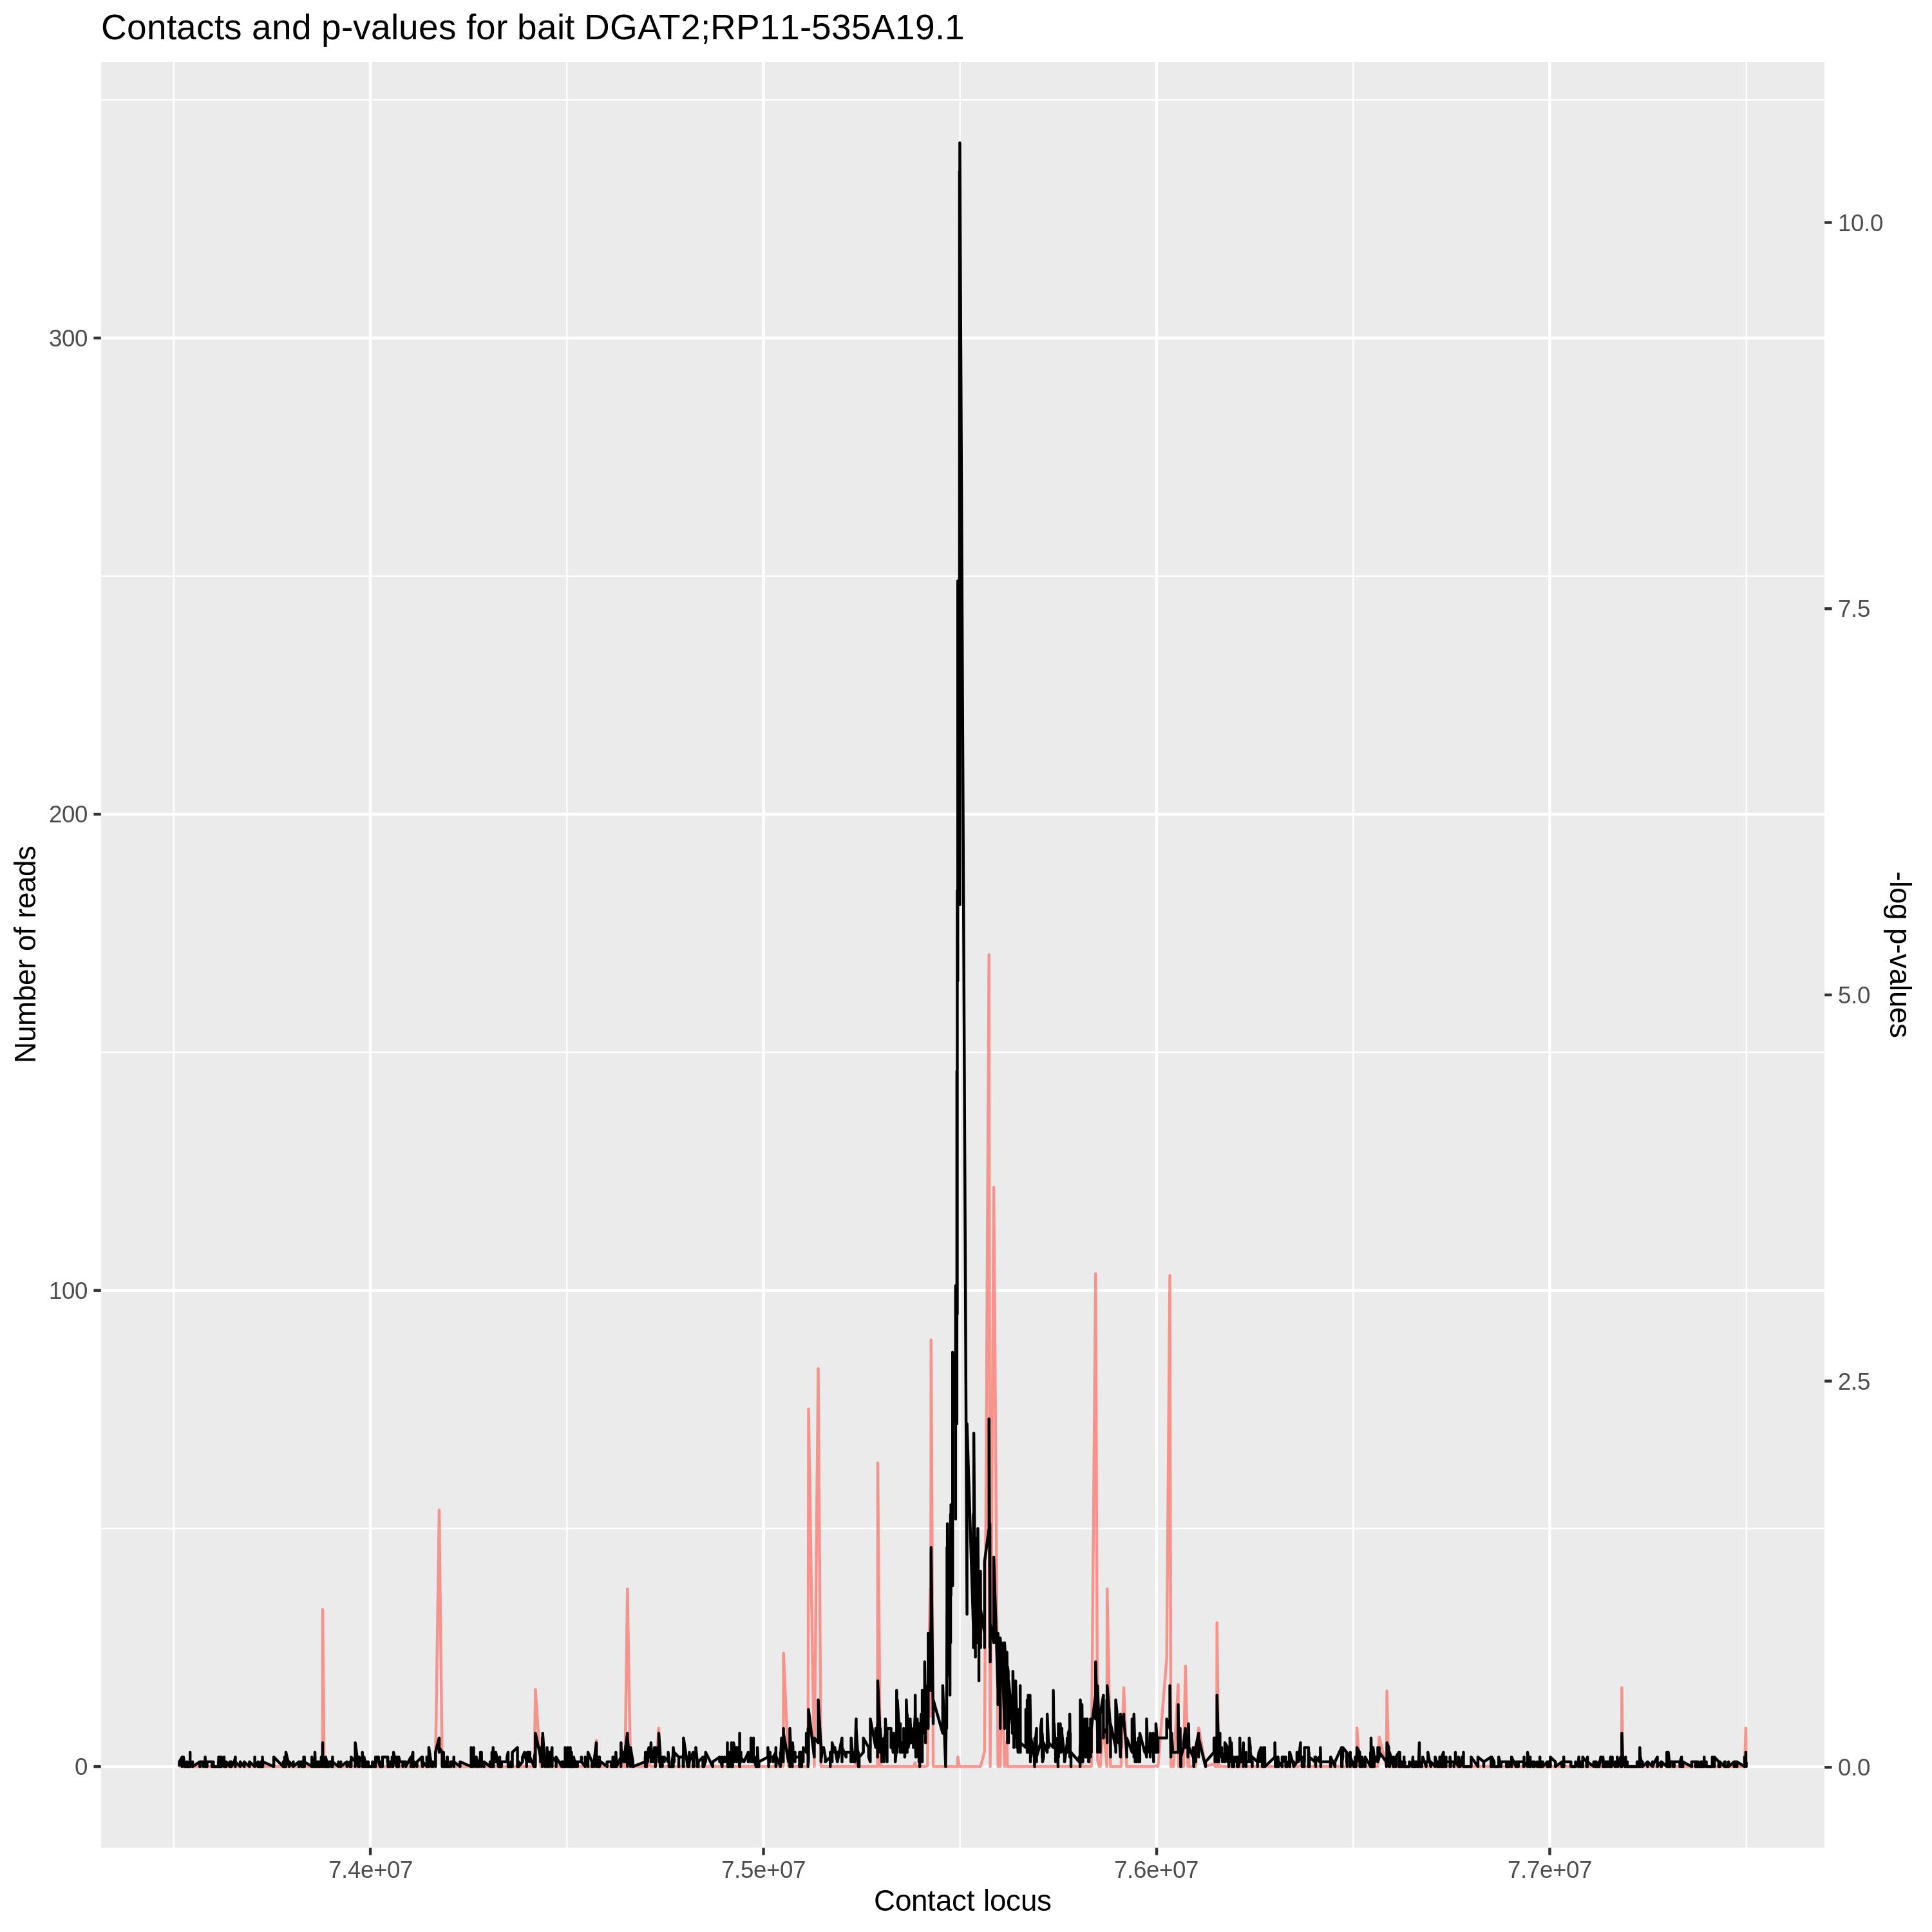 Contacts and p-values for bait DGAT2;RP11-535A19.1
300
200
100
0
Number of reads
10.0
7.5
5.0
2.5
0.0
-log p-values
7.4e+07 7.5e+07 7.6e+07 7.7e+07
Contact locus